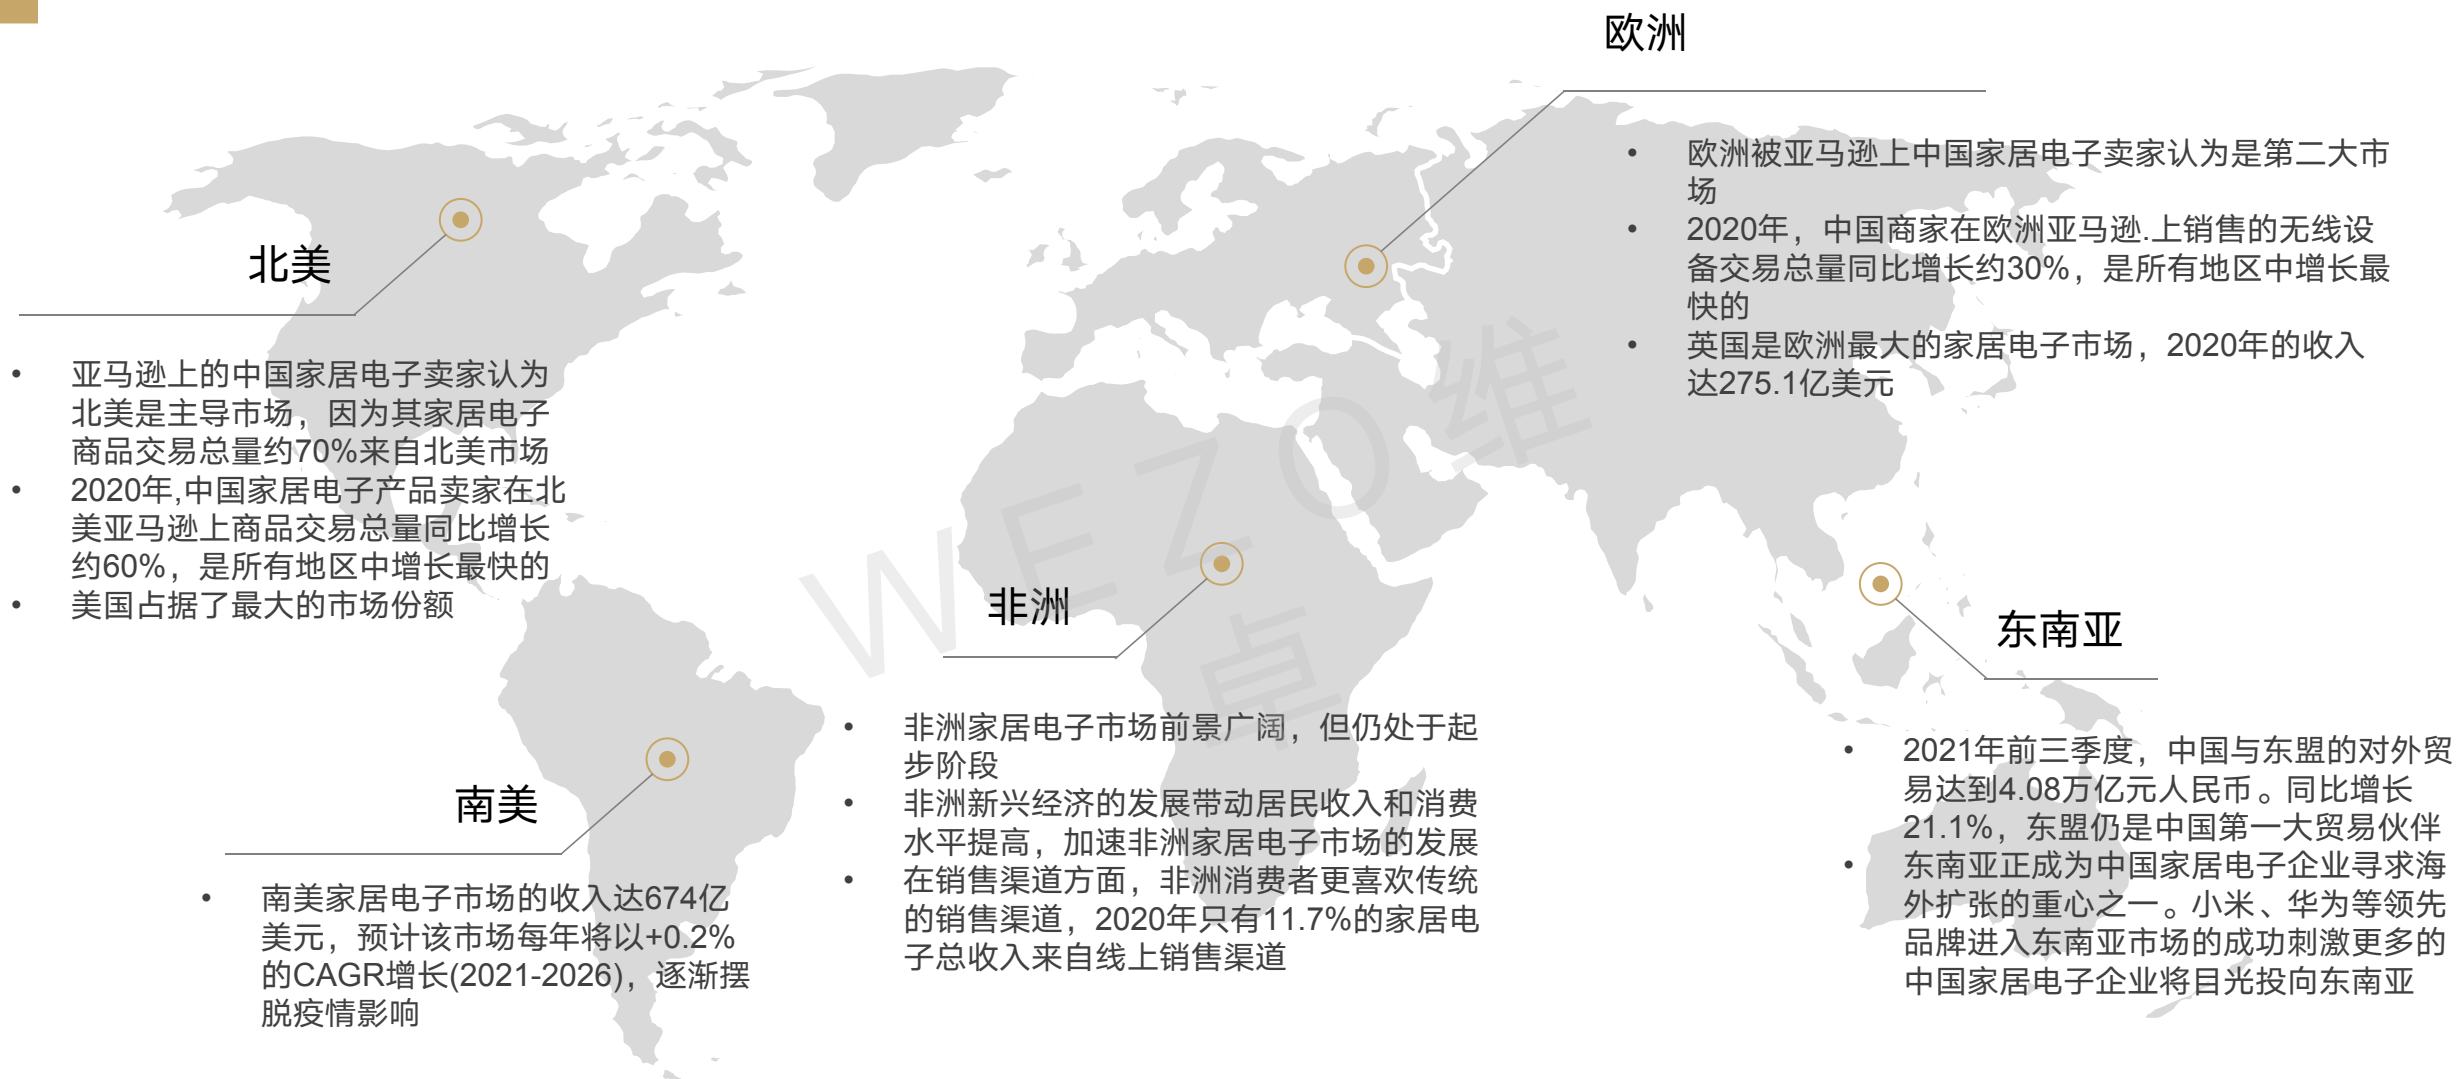 欧洲
• 欧洲被亚马逊上中国家居电子卖家认为是第二大市
场
• 2020年，中国商家在欧洲亚马逊.上销售的无线设
备交易总量同比增长约30%，是所有地区中增长最
快的
• 英国是欧洲最大的家居电子市场，2020年的收入
达275.1亿美元
北美
• 亚马逊上的中国家居电子卖家认为
北美是主导市场，因为其家居电子
商品交易总量约70%来自北美市场
• 2020年,中国家居电子产品卖家在北
美亚马逊上商品交易总量同比增长
约60%，是所有地区中增长最快的
• 美国占据了最大的市场份额
南美
• 南美家居电子市场的收入达674亿
美元，预计该市场每年将以+0.2%
的CAGR增长(2021-2026)，逐渐摆
脱疫情影响
非洲
• 非洲家居电子市场前景广阔，但仍处于起
步阶段
• 非洲新兴经济的发展带动居民收入和消费
水平提高，加速非洲家居电子市场的发展
• 在销售渠道方面，非洲消费者更喜欢传统
的销售渠道，2020年只有11.7%的家居电
子总收入来自线上销售渠道
东南亚
• 2021年前三季度，中国与东盟的对外贸
易达到4.08万亿元人民币。同比增长
21.1%，东盟仍是中国第一大贸易伙伴
• 东南亚正成为中国家居电子企业寻求海
外扩张的重心之一。小米、华为等领先
品牌进入东南亚市场的成功刺激更多的
中国家居电子企业将目光投向东南亚
WEZO维
卓